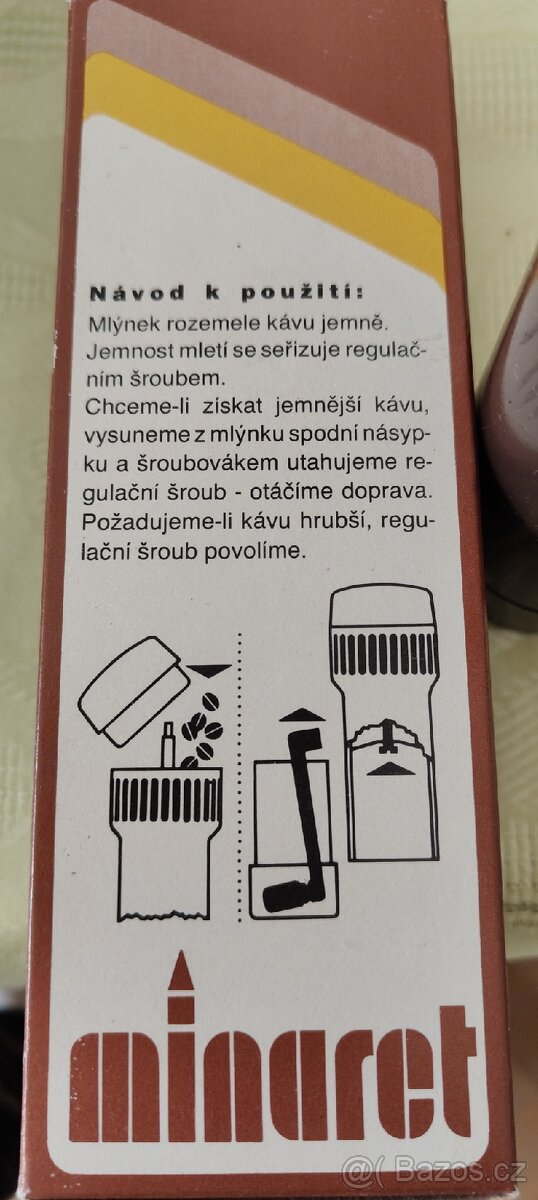 Návod k použití:
Mlýnek rozemele kávu jemně.
Jemnost mletí se seřizuje regulač-
ním šroubem.
Chceme-li získat jemnější kávu,
vysuneme z mlýnku spodní násyp-
ku a šroubovákem utahujeme re-
gulační šroub - otáčíme doprava.
Požadujeme-li kávu hrubší, regu-
lační šroub povolíme.
minaret
Bazos.cz